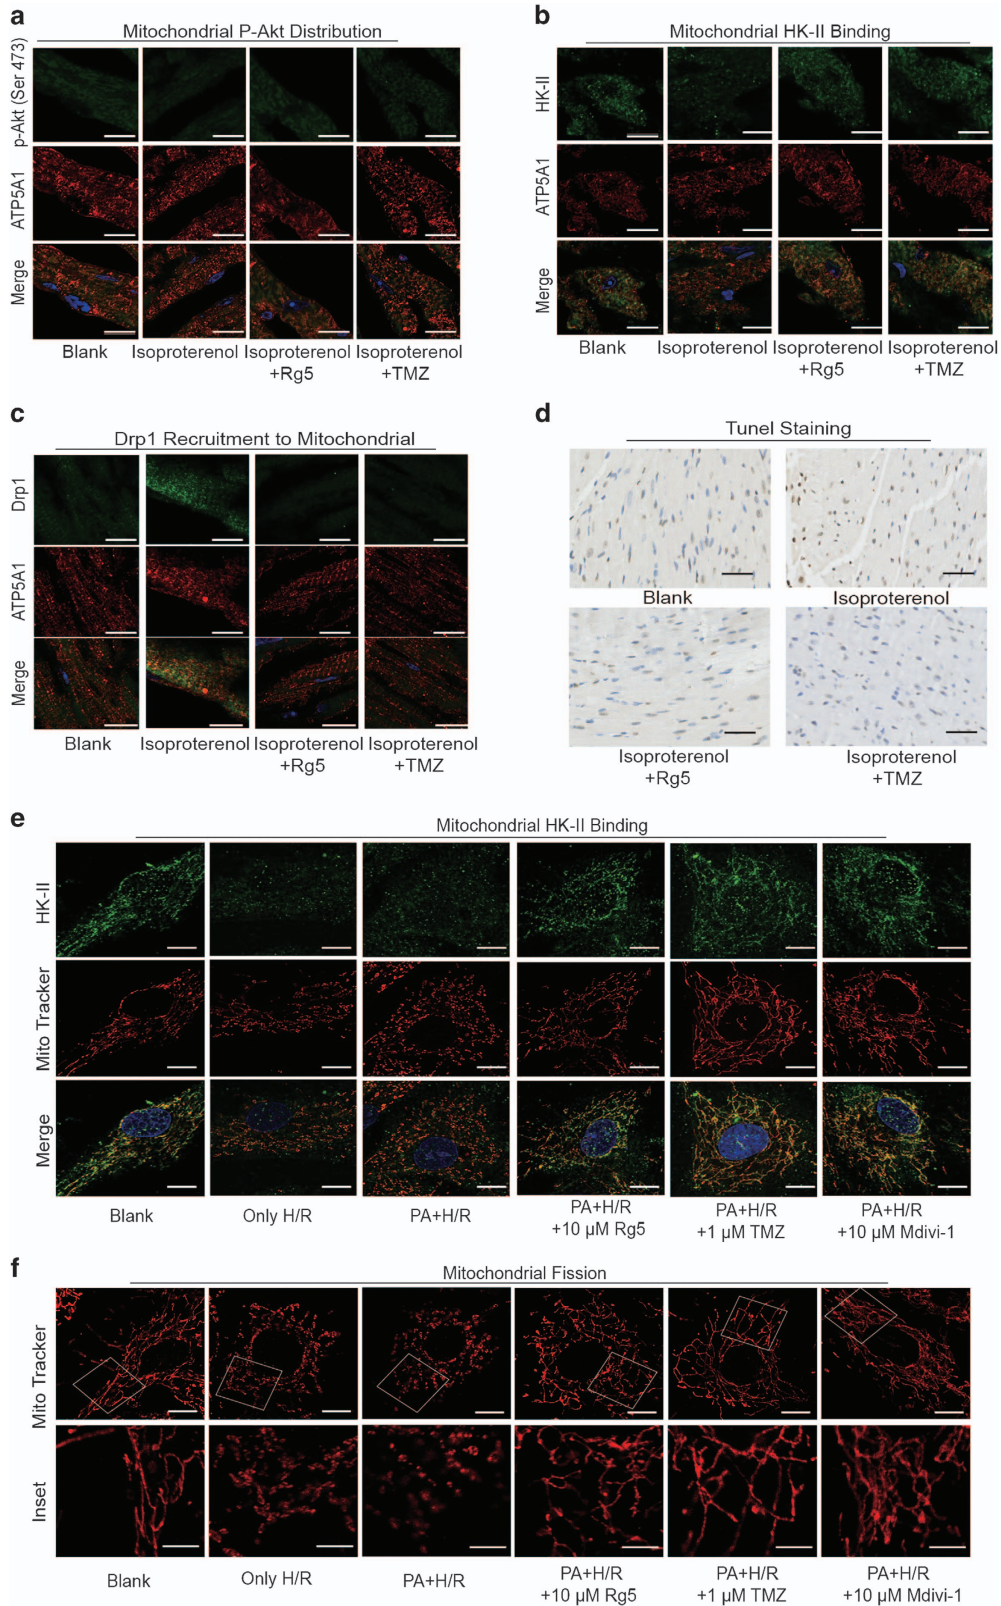 a
Mitochondrial P-Akt Distribution
p-Akt (Ser 473)
ATP5A1
Merge
Blank
Isoproterenol
Isoproterenol
+Rg5
Isoproterenol
+TMZ
b
Mitochondrial HK-II Binding
HK-II
ATP5A1
Merge
Blank
Isoproterenol
Isoproterenol
+Rg5
Isoproterenol
+TMZ
c
Drp1 Recruitment to Mitochondrial
Drp1
ATP5A1
Merge
Blank
Isoproterenol
Isoproterenol
+Rg5
Isoproterenol
+TMZ
d
Tunel Staining
Blank
Isoproterenol
Isoproterenol
+Rg5
Isoproterenol
+TMZ
e
Mitochondrial HK-II Binding
HK-II
Mito Tracker
Merge
Blank
Only H/R
PA+H/R
PA+H/R
+10 µM Rg5
PA+H/R
+1 µM TMZ
PA+H/R
+10 µM Mdivi-1
f
Mitochondrial Fission
Mito Tracker
Inset
Blank
Only H/R
PA+H/R
PA+H/R
+10 µM Rg5
PA+H/R
+1 µM TMZ
PA+H/R
+10 µM Mdivi-1